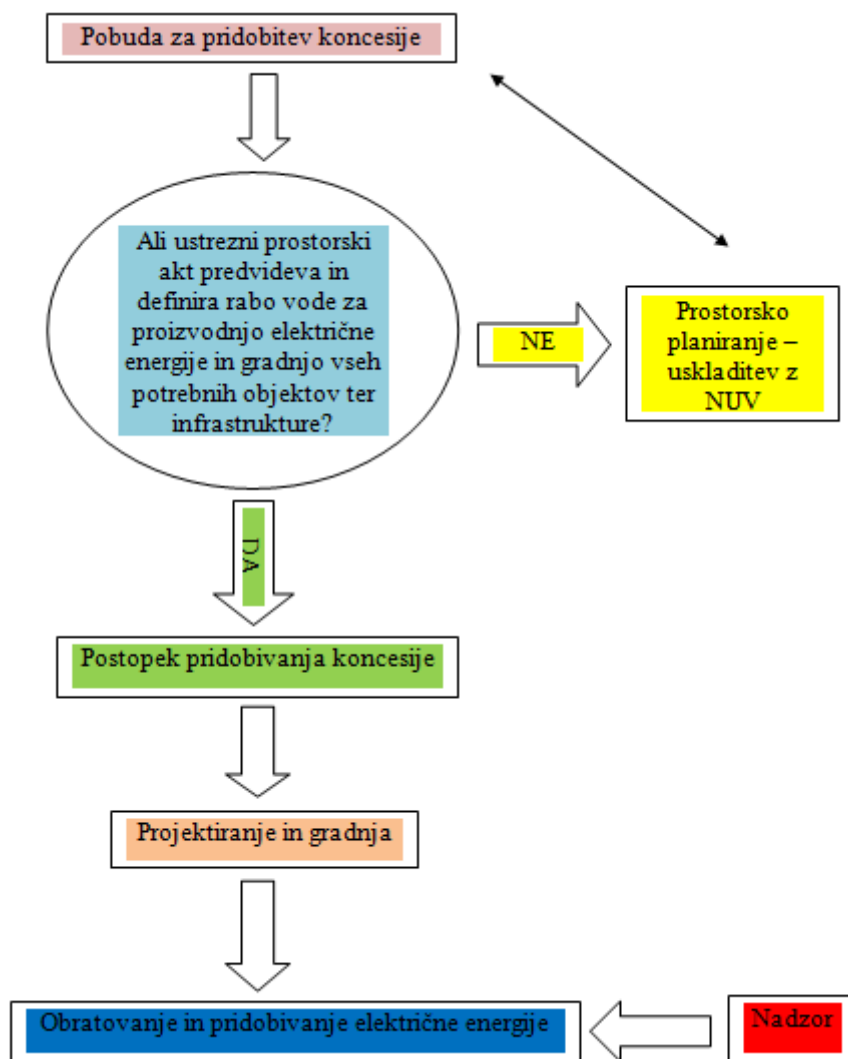 Pobuda za pridobitev koncesije
Ali ustrezni prostorski
akt predvideva in
definira rabo vode za
proizvodnjo električne
energije in gradnjo vseh
potrebnih objektov ter
infrastrukture?
NE
Prostorsko
planiranje –
uskladitev z
NUV
DA
Postopek pridobivanja koncesije
Projektiranje in gradnja
Obratovanje in pridobivanje električne energije
Nadzor